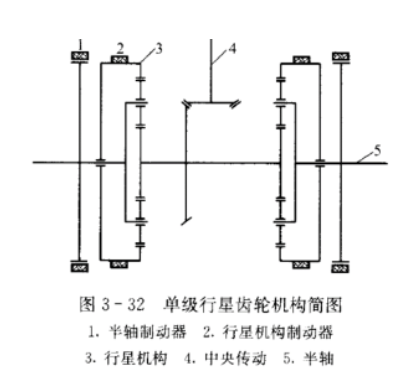 1 2 3 4
5
图 3-32 单级行星齿轮机构简图
1. 半轴制动器 2. 行星机构制动器
3. 行星机构 4. 中央传动 5. 半轴